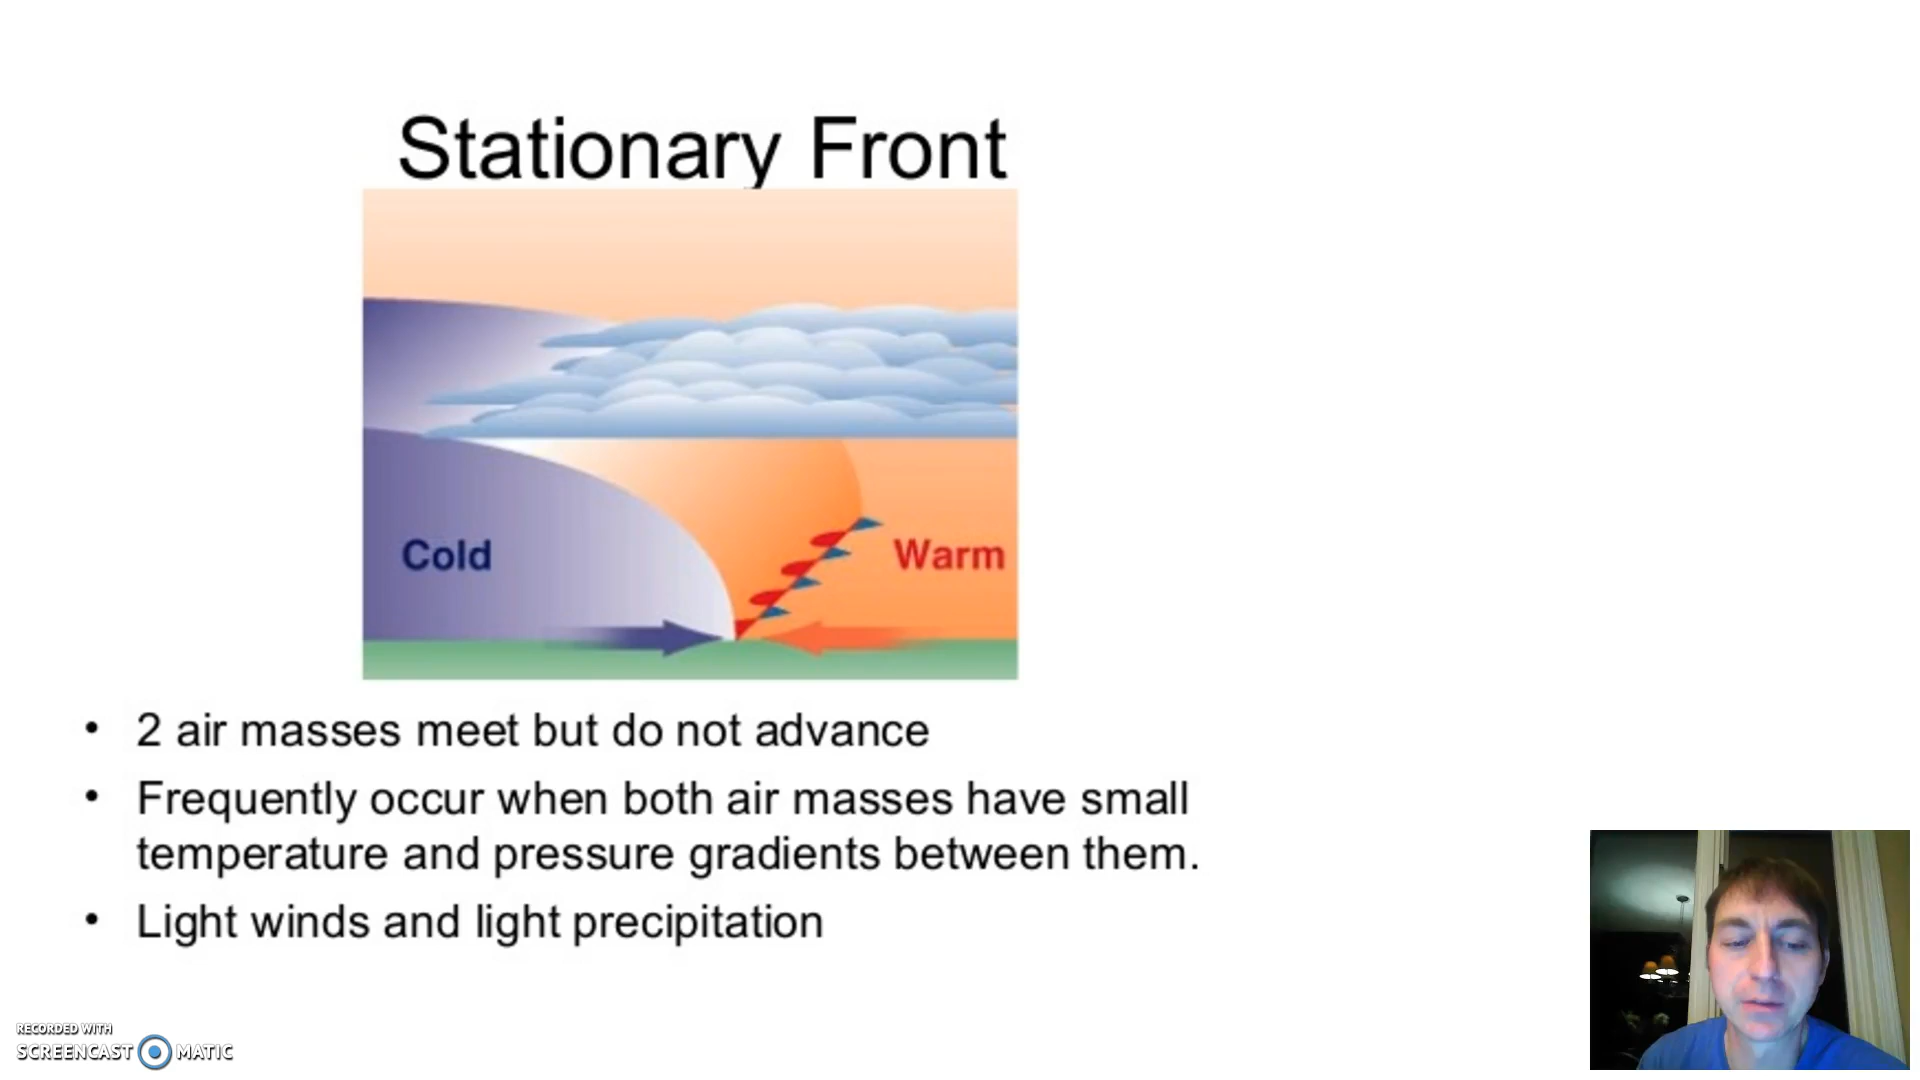 Stationary Front
Cold
Warm
• 2 air masses meet but do not advance
• Frequently occur when both air masses have small
temperature and pressure gradients between them.
• Light winds and light precipitation
RECORDED WITH
SCREENCAST MATIC